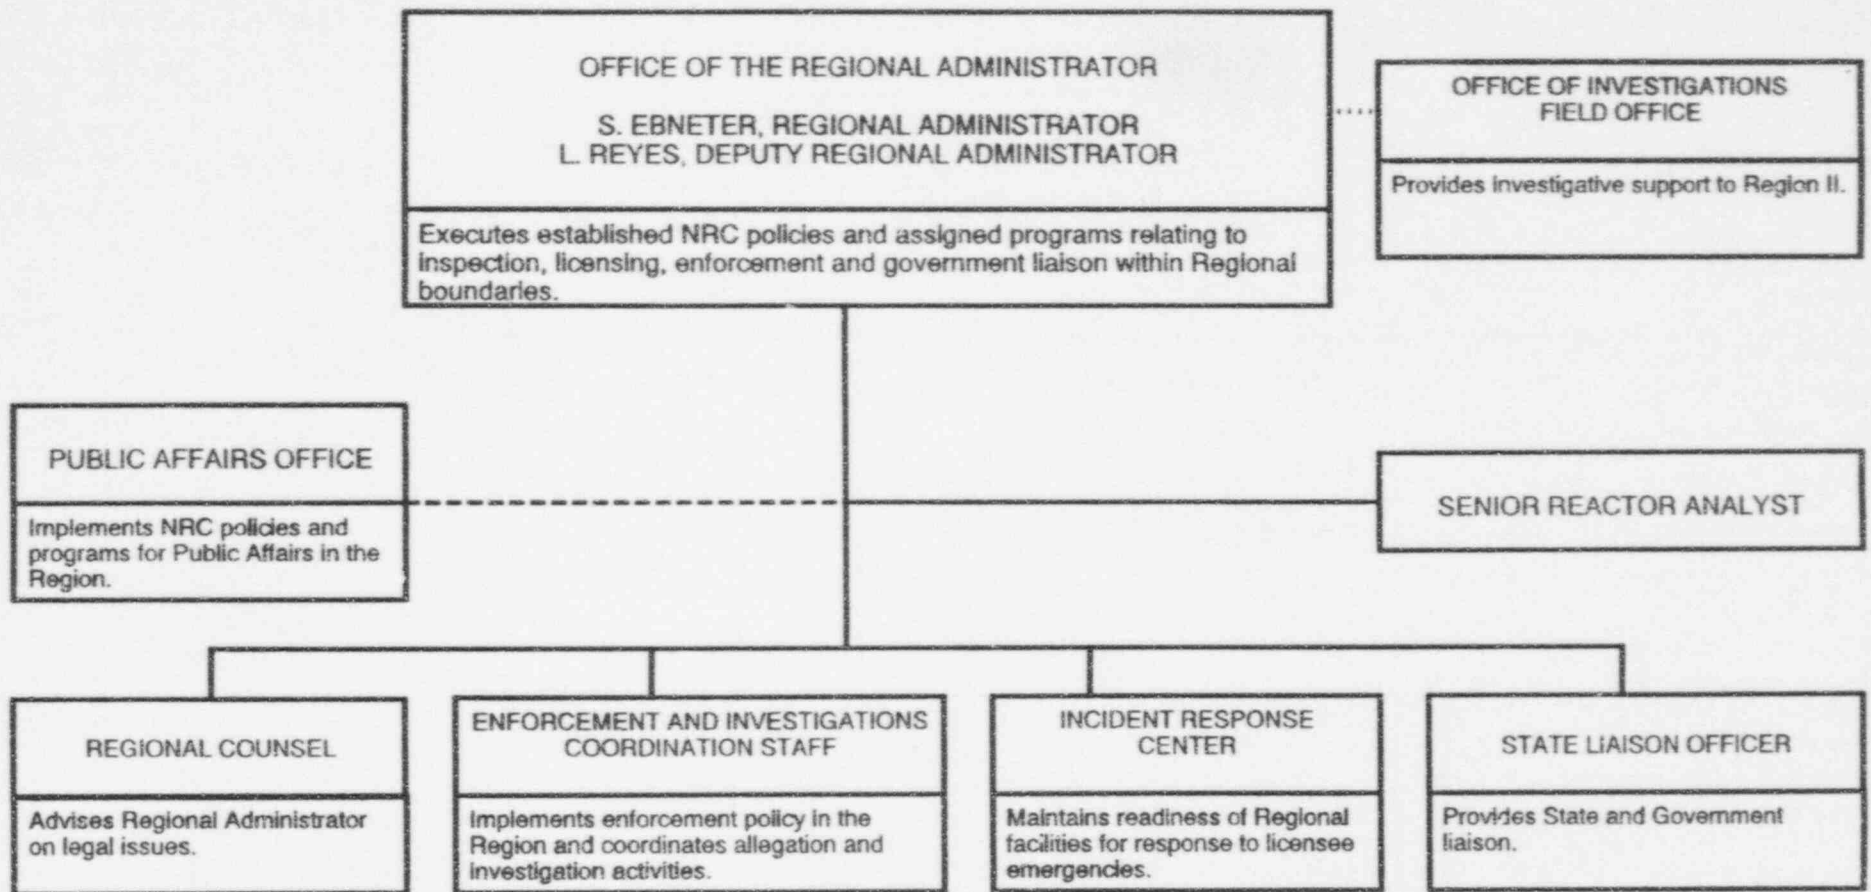 OFFICE OF THE REGIONAL ADMINISTRATOR
S. EBNETER, REGIONAL ADMINISTRATOR
L. REYES, DEPUTY REGIONAL ADMINISTRATOR
Executes established NRC policies and assigned programs relating to
inspection, licensing, enforcement and government liaison within Regional
boundaries.
OFFICE OF INVESTIGATIONS
FIELD OFFICE
Provides investigative support to Region II.
PUBLIC AFFAIRS OFFICE
Implements NRC policies and
programs for Public Affairs in the
Region.
SENIOR REACTOR ANALYST
REGIONAL COUNSEL
Advises Regional Administrator
on legal issues.
ENFORCEMENT AND INVESTIGATIONS
COORDINATION STAFF
Implements enforcement policy in the
Region and coordinates allegation and
investigation activities.
INCIDENT RESPONSE
CENTER
Maintains readiness of Regional
facilities for response to licensee
emergencies.
STATE LIAISON OFFICER
Provides State and Government
liaison.